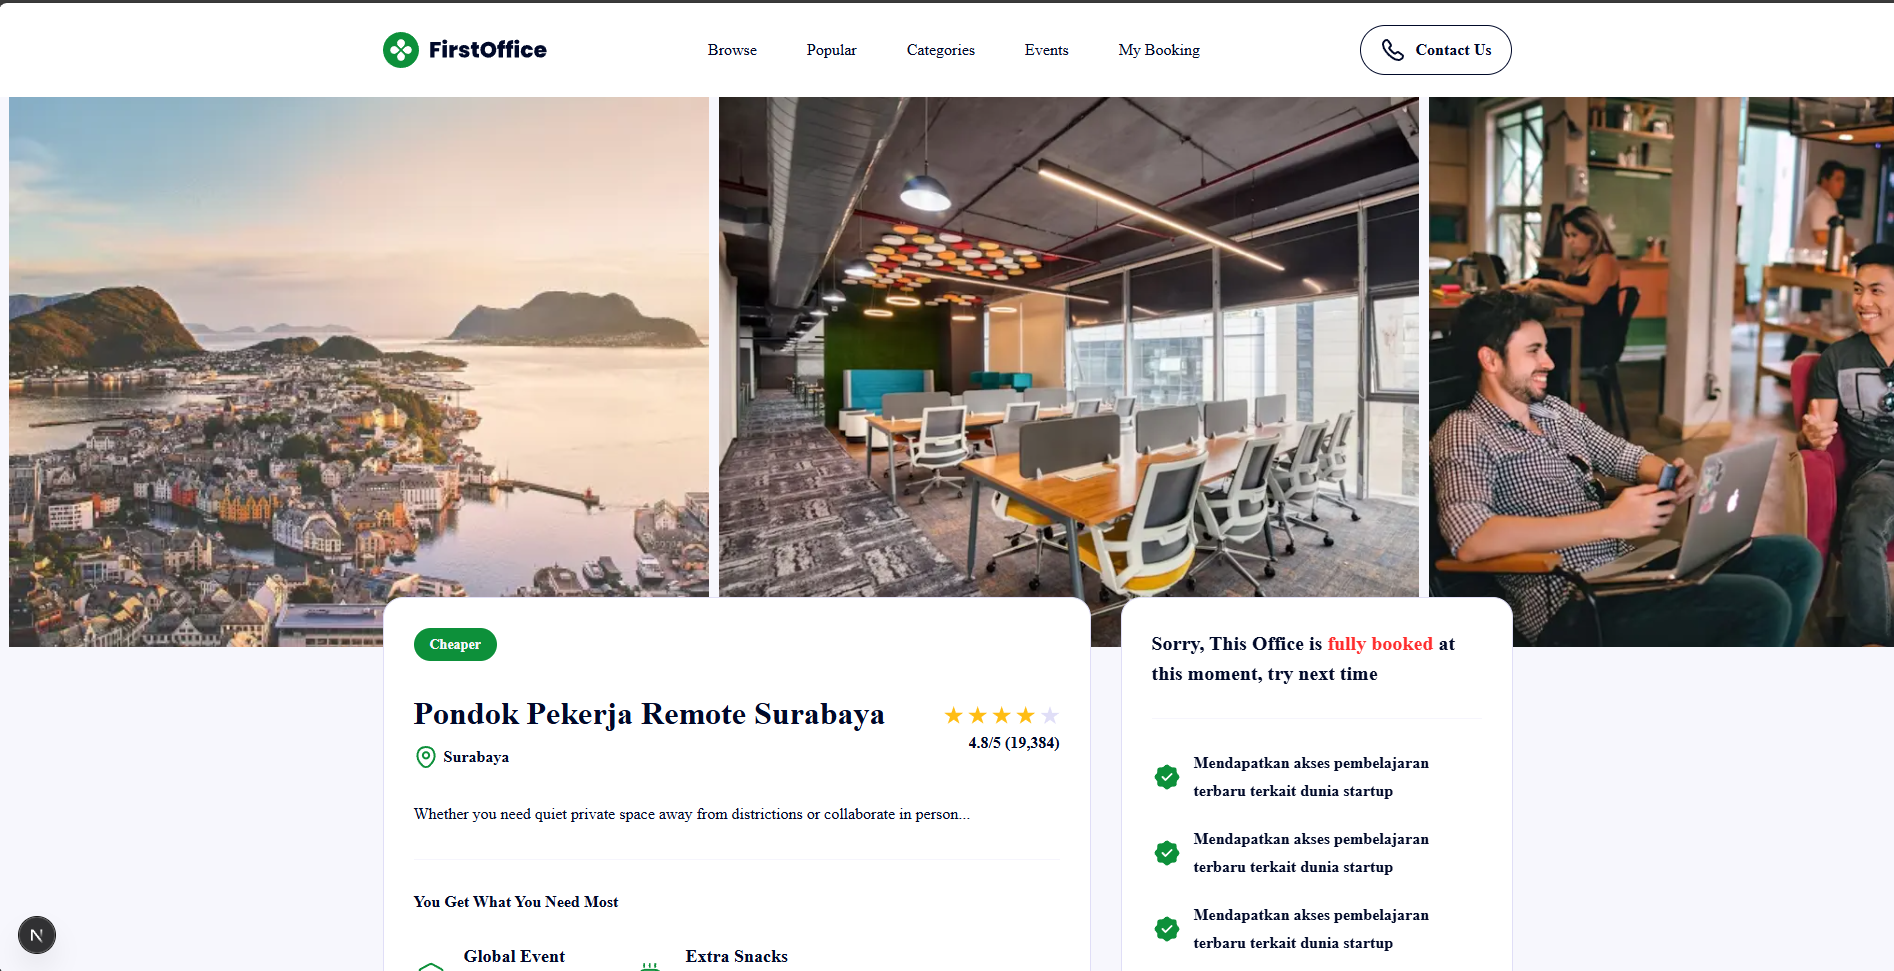 FirstOffice
Browse
Popular
Categories
Events
My Booking
Contact Us
Cheaper
Pondok Pekerja Remote Surabaya
4.8/5 (19,384)
Surabaya
Whether you need quiet private space away from districtions or collaborate in person...
You Get What You Need Most
Global Event
Extra Snacks
Sorry, This Office is fully booked at
this moment, try next time
Mendapatkan akses pembelajaran
terbaru terkait dunia startup
Mendapatkan akses pembelajaran
terbaru terkait dunia startup
Mendapatkan akses pembelajaran
terbaru terkait dunia startup
N